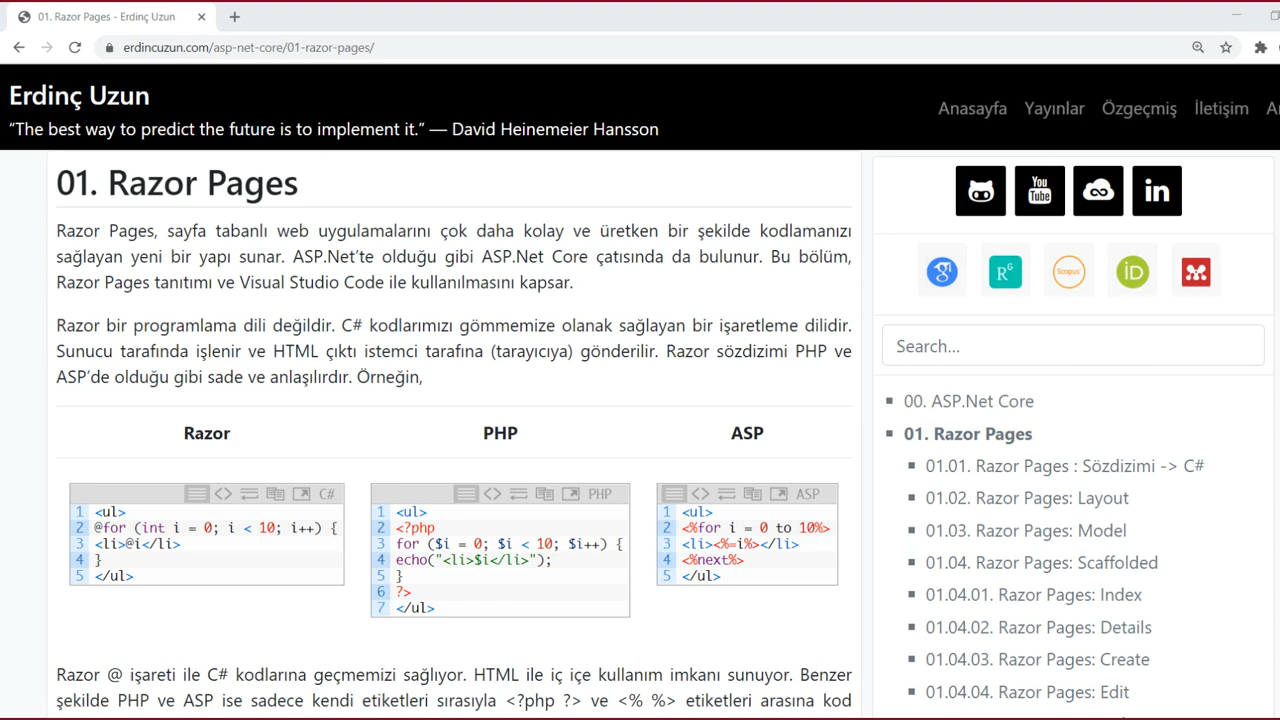 01. Razor Pages - Erdinç Uzun
erdincuzun.com/asp-net-core/01-razor-pages/
Erdinç Uzun
“The best way to predict the future is to implement it.” — David Heinemeier Hansson
Anasayfa Yayınlar Özgeçmiş İletişim
01. Razor Pages
Razor Pages, sayfa tabanlı web uygulamalarını çok daha kolay ve üretken bir şekilde kodlamanızı
sağlayan yeni bir yapı sunar. ASP.Net’te olduğu gibi ASP.Net Core çatısında da bulunur. Bu bölüm,
Razor Pages tanıtımı ve Visual Studio Code ile kullanılmasını kapsar.
Razor bir programlama dili değildir. C# kodlarımızı gömmemize olanak sağlayan bir işaretleme dilidir.
Sunucu tarafında işlenir ve HTML çıktı istemci tarafına (tarayıcıya) gönderilir. Razor sözdizimi PHP ve
ASP’de olduğu gibi sade ve anlaşılırdır. Örneğin,
Razor PHP ASP
C#
1 <ul>
2 @for (int i = 0; i < 10; i++) {
3 <li>@i</li>
4 }
5 </ul>
PHP
1 <ul>
2 <?php
3 for ($i = 0; $i < 10; $i++) {
4 echo("<li>$i</li>");
5 }
6 ?>
7 </ul>
ASP
1 <ul>
2 <%for i = 0 to 10%>
3 <li><%=i%></li>
4 <%next%>
5 </ul>
Razor @ işareti ile C# kodlarına geçmemizi sağlıyor. HTML ile iç içe kullanım imkanı sunuyor. Benzer
şekilde PHP ve ASP ise sadece kendi etiketleri sırasıyla <?php ?> ve <% %> etiketleri arasına kod
You Tube
in
g
R G
Scopus
iD
Search...
00. ASP.Net Core
01. Razor Pages
01.01. Razor Pages : Sözdizimi -> C#
01.02. Razor Pages: Layout
01.03. Razor Pages: Model
01.04. Razor Pages: Scaffolded
01.04.01. Razor Pages: Index
01.04.02. Razor Pages: Details
01.04.03. Razor Pages: Create
01.04.04. Razor Pages: Edit